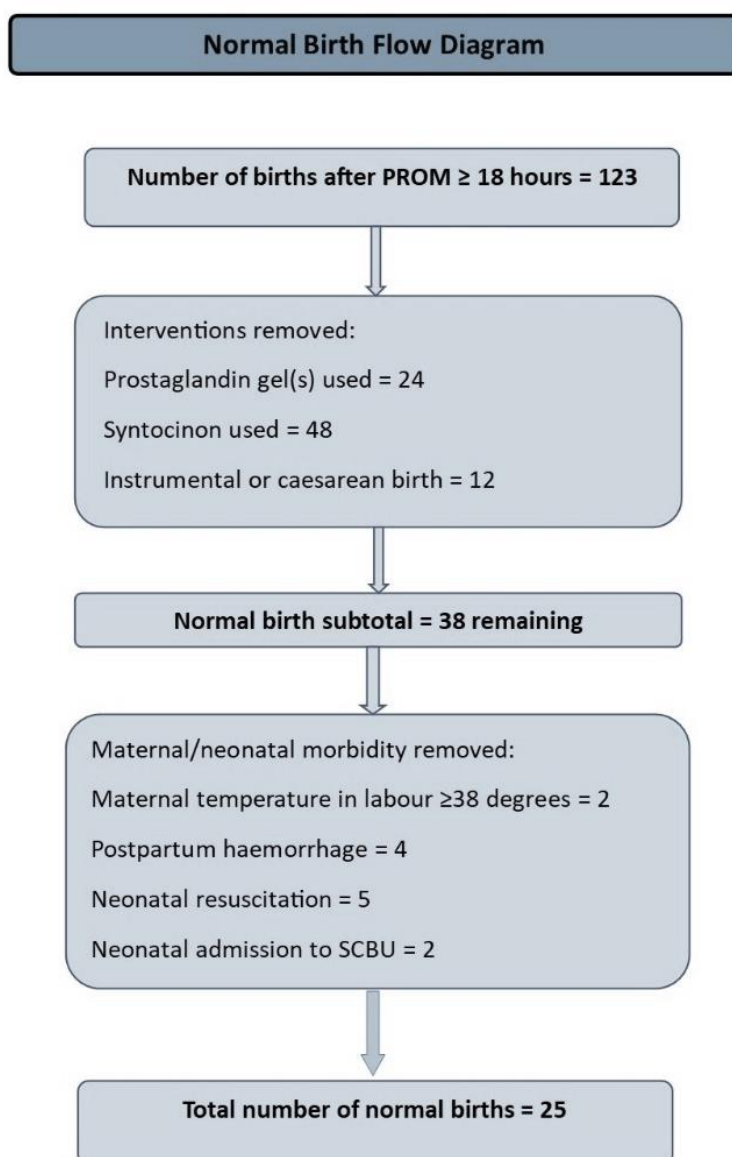 Normal Birth Flow Diagram
Number of births after PROM ≥ 18 hours = 123
Interventions removed:
Prostaglandin gel(s) used = 24
Syntocinon used = 48
Instrumental or caesarean birth = 12
Normal birth subtotal = 38 remaining
Maternal/neonatal morbidity removed:
Maternal temperature in labour ≥38 degrees = 2
Postpartum haemorrhage = 4
Neonatal resuscitation = 5
Neonatal admission to SCBU = 2
Total number of normal births = 25